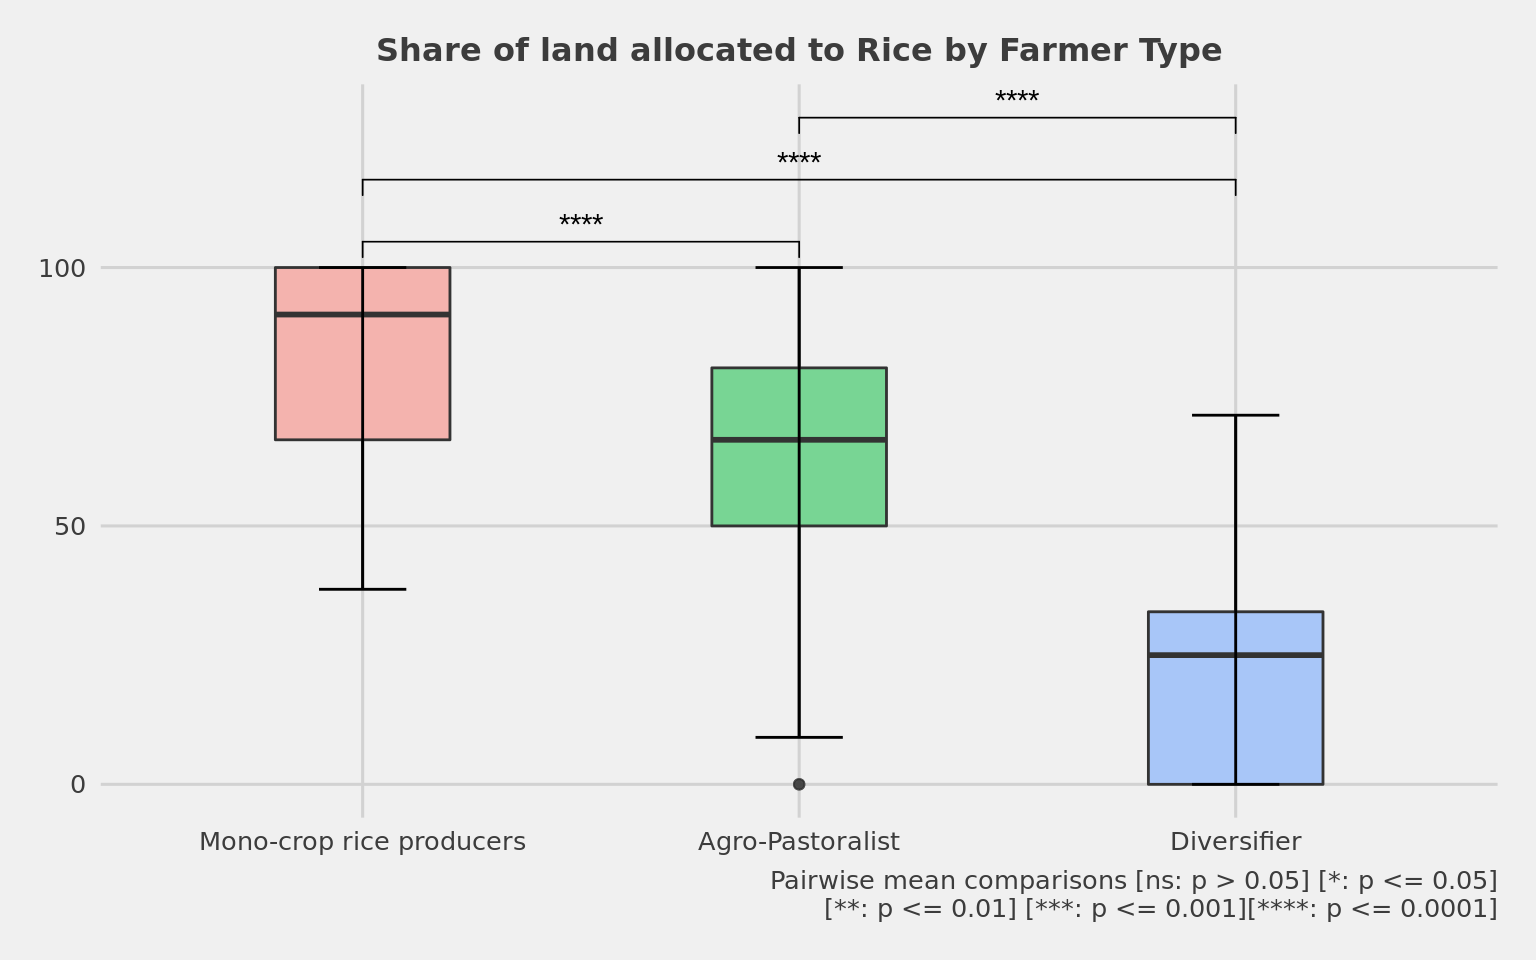 Share of land allocated to Rice by Farmer Type
****
****
****
100
50
0
Mono-crop rice producers
Agro-Pastoralist
Diversifier
Pairwise mean comparisons [ns: p > 0.05] [*: p <= 0.05]
[**: p <= 0.01] [***: p <= 0.001][****: p <= 0.0001]